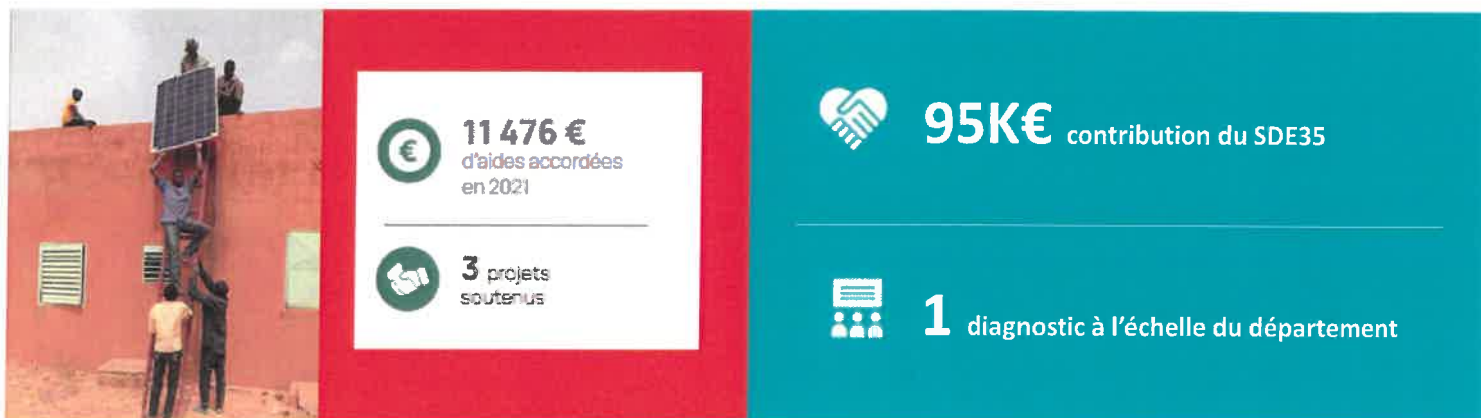 11 476 €
d'aides accordées
en 2021
3 projets
soutenus
95K€ contribution du SDE35
1 diagnostic à l'échelle du département